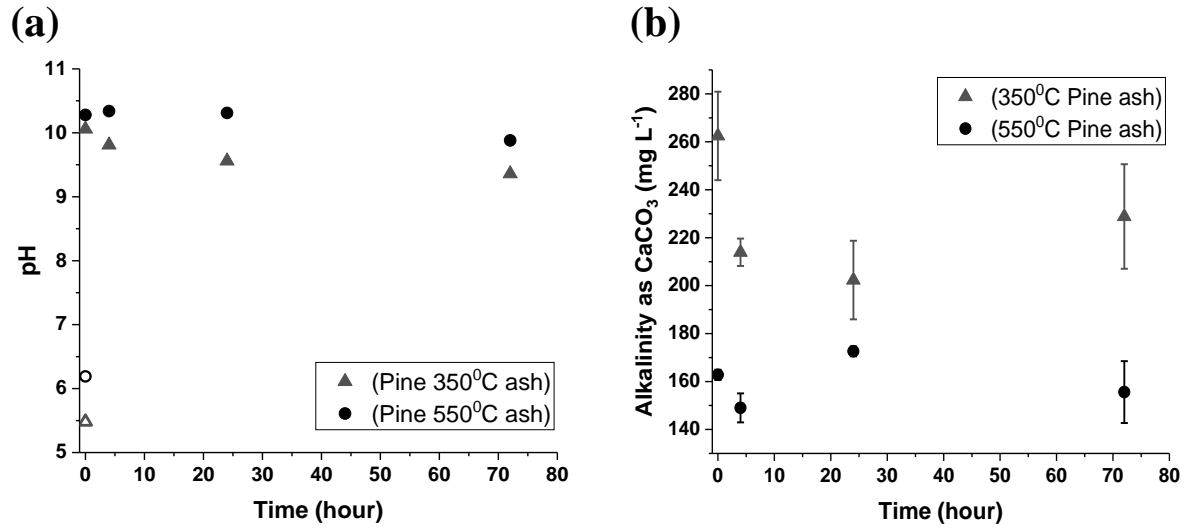 (a)
11
10
9
8
7
6
5
0 10 20 30 40 50 60 70 80
pH
Time (hour)
(Pine 350⁰C ash)
(Pine 550⁰C ash)
(b)
280
260
240
220
200
180
160
140
0 10 20 30 40 50 60 70 80
Alkalinity as CaCO₃ (mg L⁻¹)
Time (hour)
(350⁰C Pine ash)
(550⁰C Pine ash)